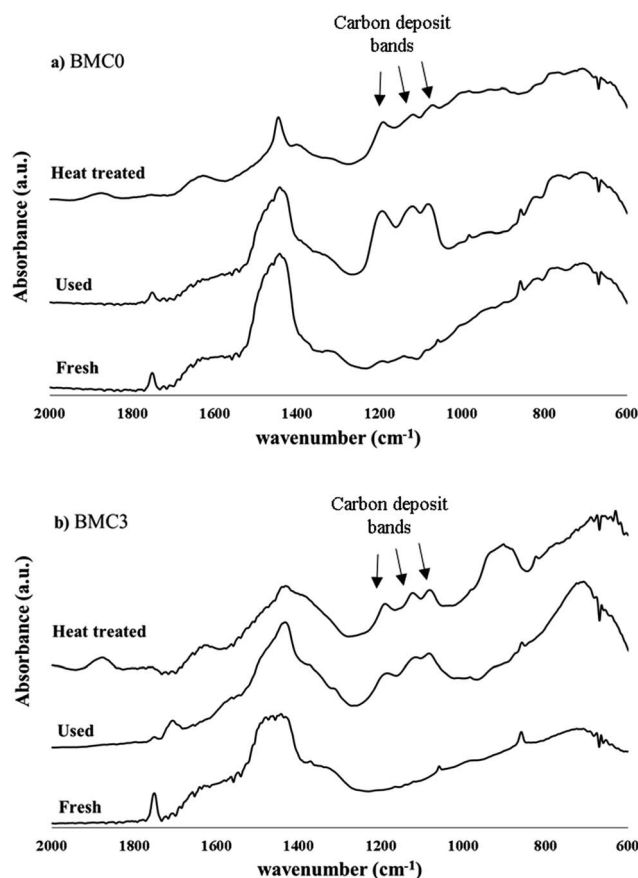 Carbon deposit
bands
a) BMC0
Heat treated
Used
Fresh
Absorbance (a.u.)
2000 1800 1600 1400 1200 1000 800 600
wavenumber (cm⁻¹)
Carbon deposit
bands
b) BMC3
Heat treated
Used
Fresh
Absorbance (a.u.)
2000 1800 1600 1400 1200 1000 800 600
wavenumber (cm⁻¹)